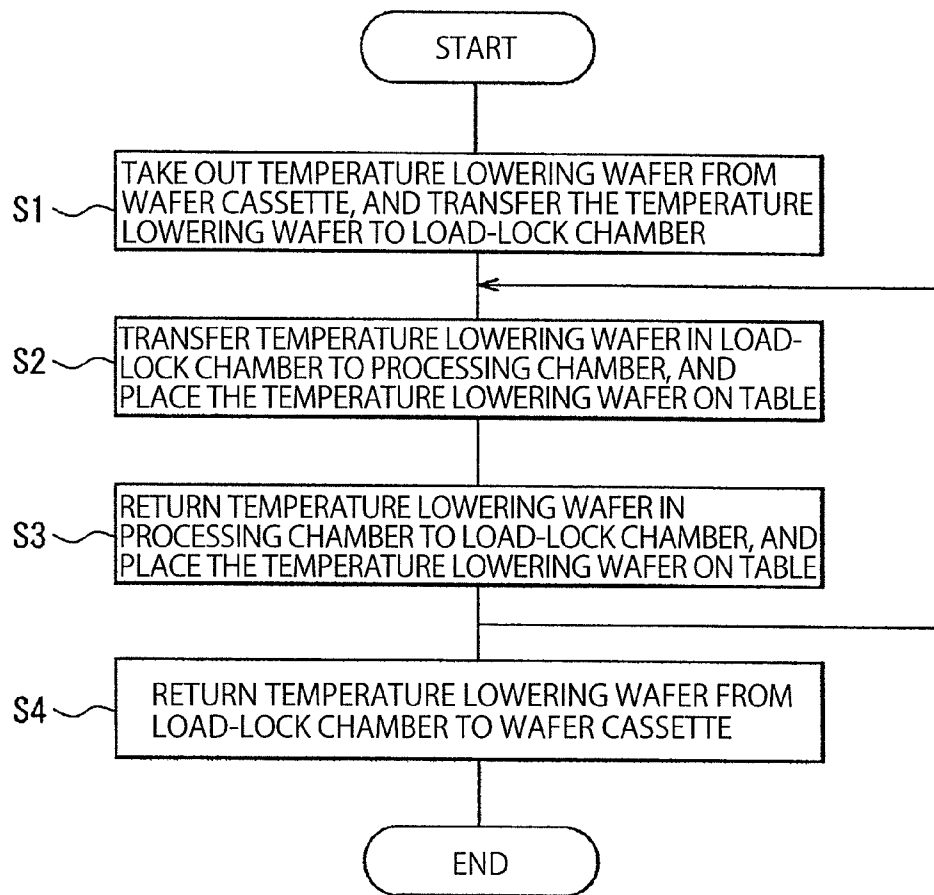 START
S1
TAKE OUT TEMPERATURE LOWERING WAFER FROM
WAFER CASSETTE, AND TRANSFER THE TEMPERATURE
LOWERING WAFER TO LOAD-LOCK CHAMBER
S2
TRANSFER TEMPERATURE LOWERING WAFER IN LOAD-
LOCK CHAMBER TO PROCESSING CHAMBER, AND
PLACE THE TEMPERATURE LOWERING WAFER ON TABLE
S3
RETURN TEMPERATURE LOWERING WAFER IN
PROCESSING CHAMBER TO LOAD-LOCK CHAMBER, AND
PLACE THE TEMPERATURE LOWERING WAFER ON TABLE
S4
RETURN TEMPERATURE LOWERING WAFER FROM
LOAD-LOCK CHAMBER TO WAFER CASSETTE
END